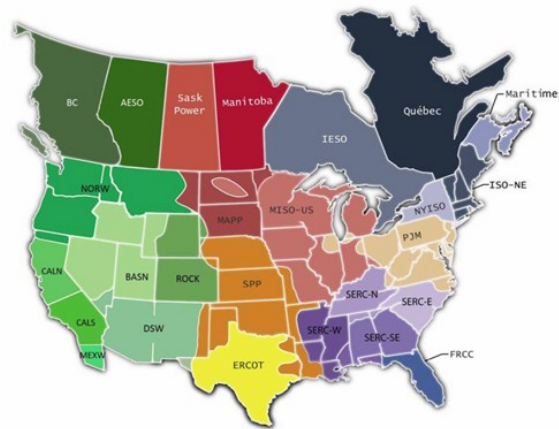 Maritime
BC
AESO
Sask
Power
Manitoba
Québec
IESO
ISO-NE
NORW
MISO-US
NYISO
MAPP
PJM
CALN
BASN
ROCK
SPP
SERC-N
SERC-E
CALS
DSW
SERC-W
SERC-SE
MEXW
ERCOT
FRCC